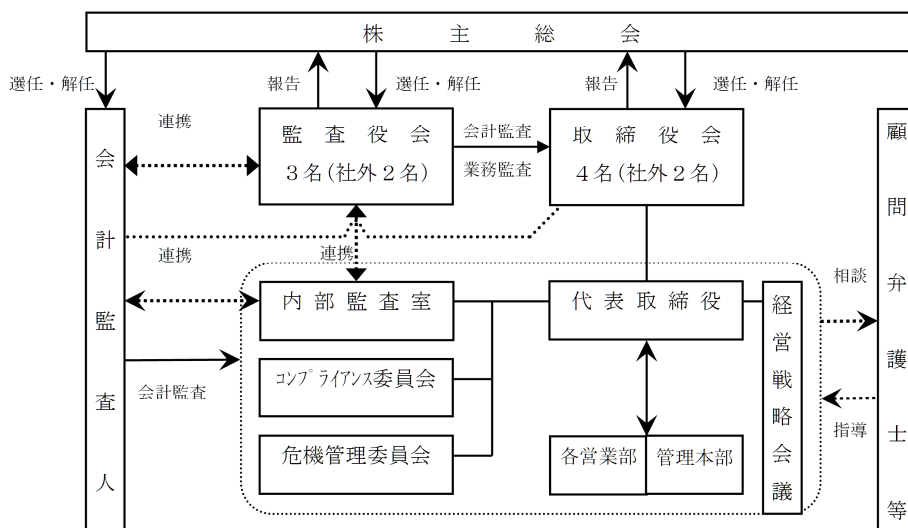 株主総会
選任・解任
報告
選任・解任
報告
選任・解任
会計監査人
連携
監査役会
3名(社外2名)
会計監査
業務監査
取締役会
4名(社外2名)
顧問弁護士等
連携
連携
相談
内部監査室
代表取締役
経営戦略会議
会計監査
コンプライアンス委員会
指導
危機管理委員会
各営業部
管理本部